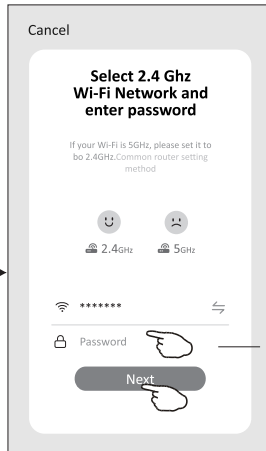 Cancel
Select 2.4 Ghz
Wi-Fi Network and
enter password
If your Wi-Fi is 5GHz, please set it to
bo 2.4GHz.Common router setting
method
2.4GHz 5GHz
*******
Password
Next